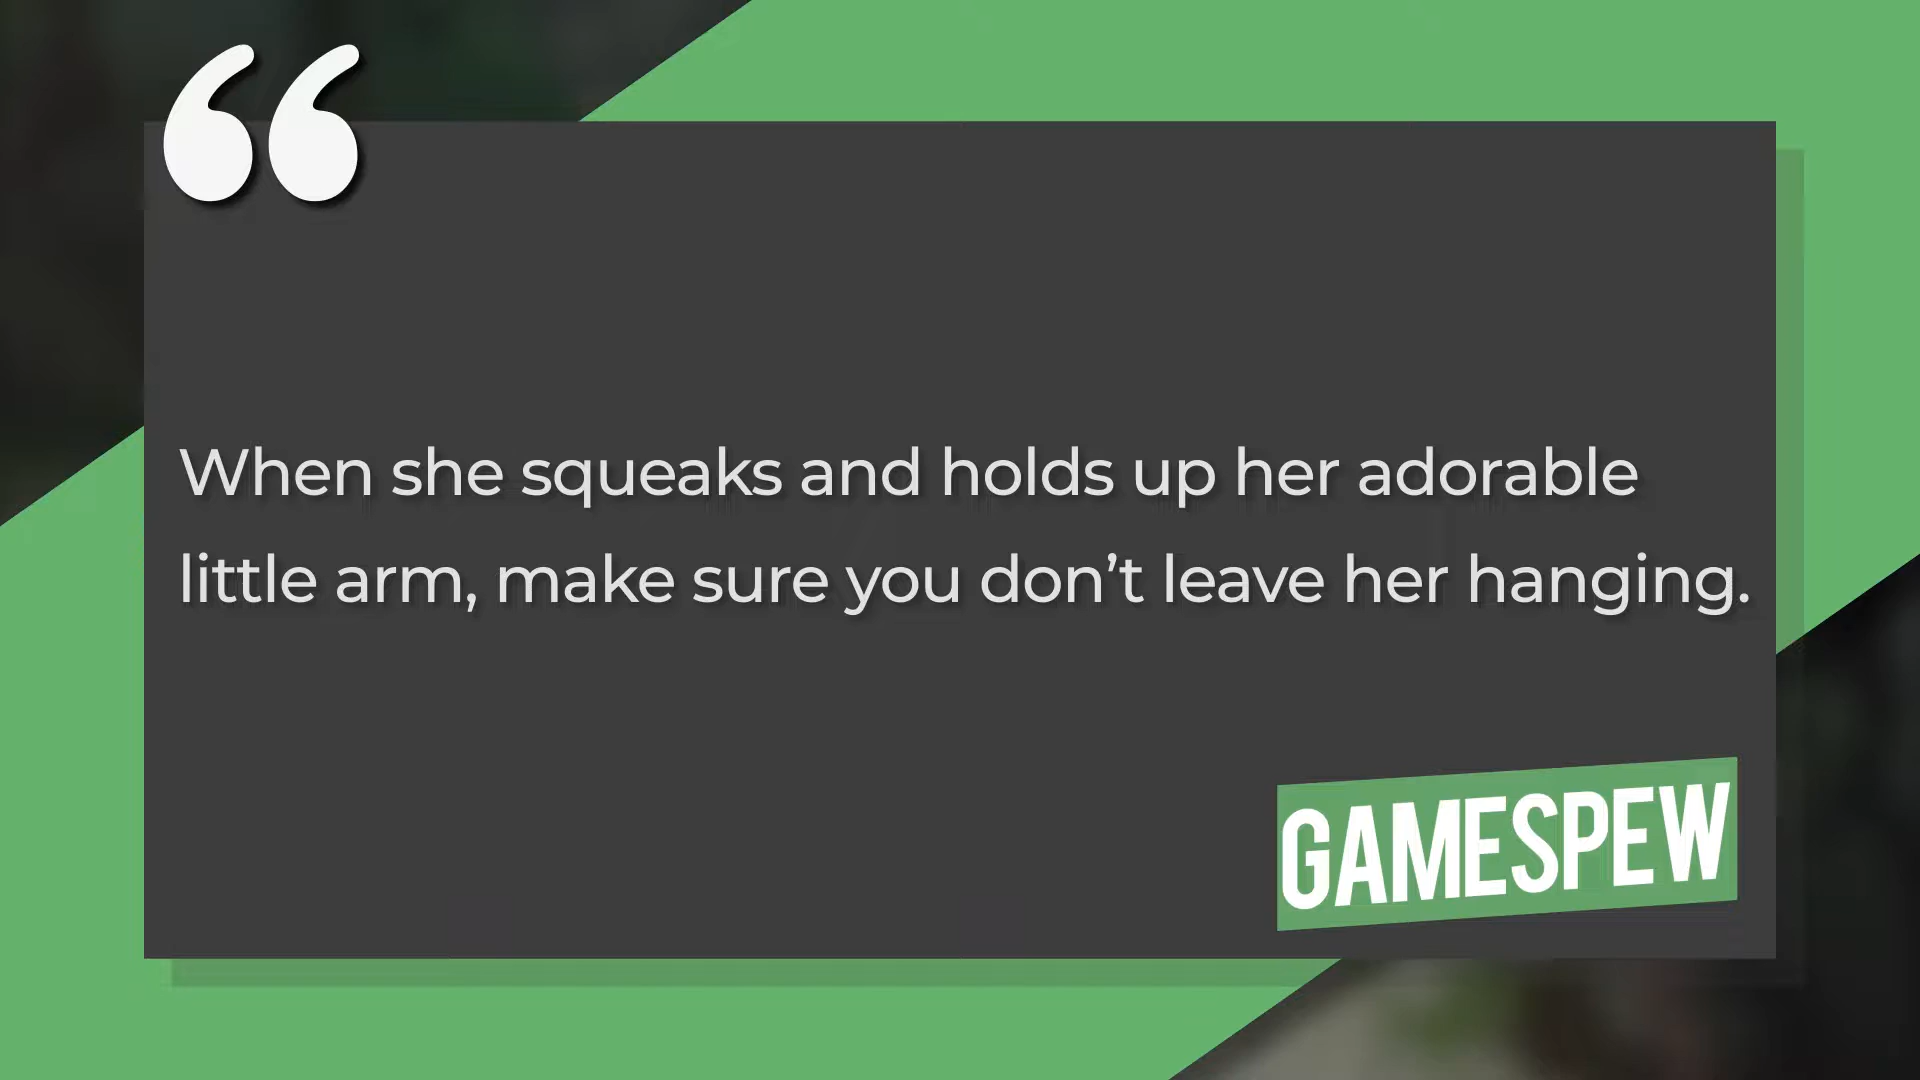 “
When she squeaks and holds up her adorable
little arm, make sure you don’t leave her hanging.
GAMESPEW